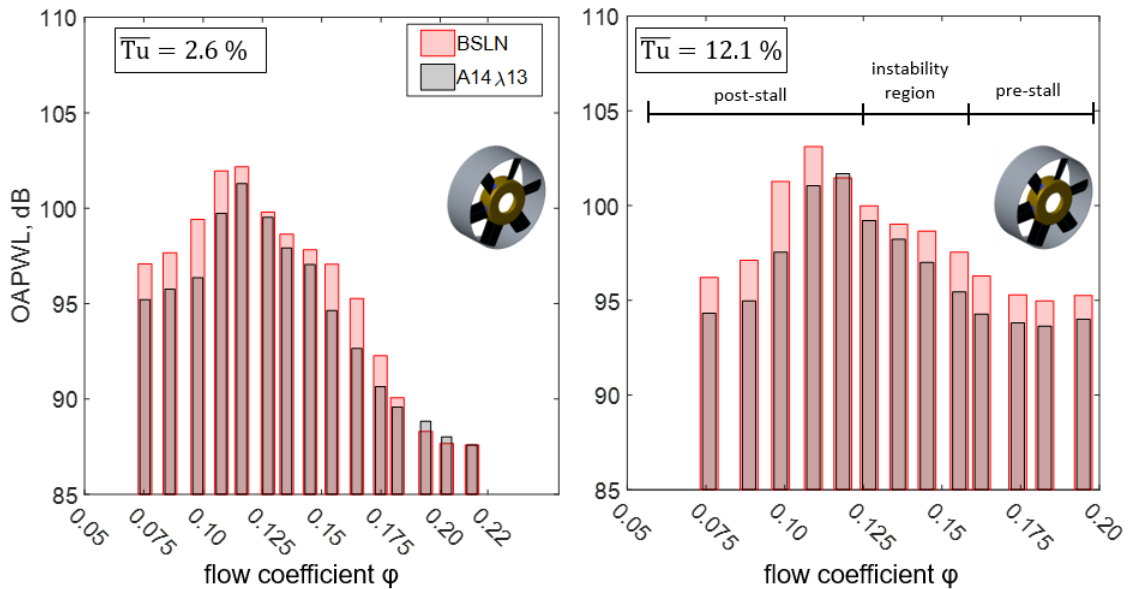 110
105
100
95
90
85
OAPWL, dB
T̅u̅ = 2.6 %
BSLN
A14 λ13
0.05
0.075
0.10
0.125
0.15
0.175
0.20
0.22
flow coefficient φ
110
105
100
95
90
85
T̅u̅ = 12.1 %
post-stall
instability
region
pre-stall
0.05
0.075
0.10
0.125
0.15
0.175
0.20
flow coefficient φ